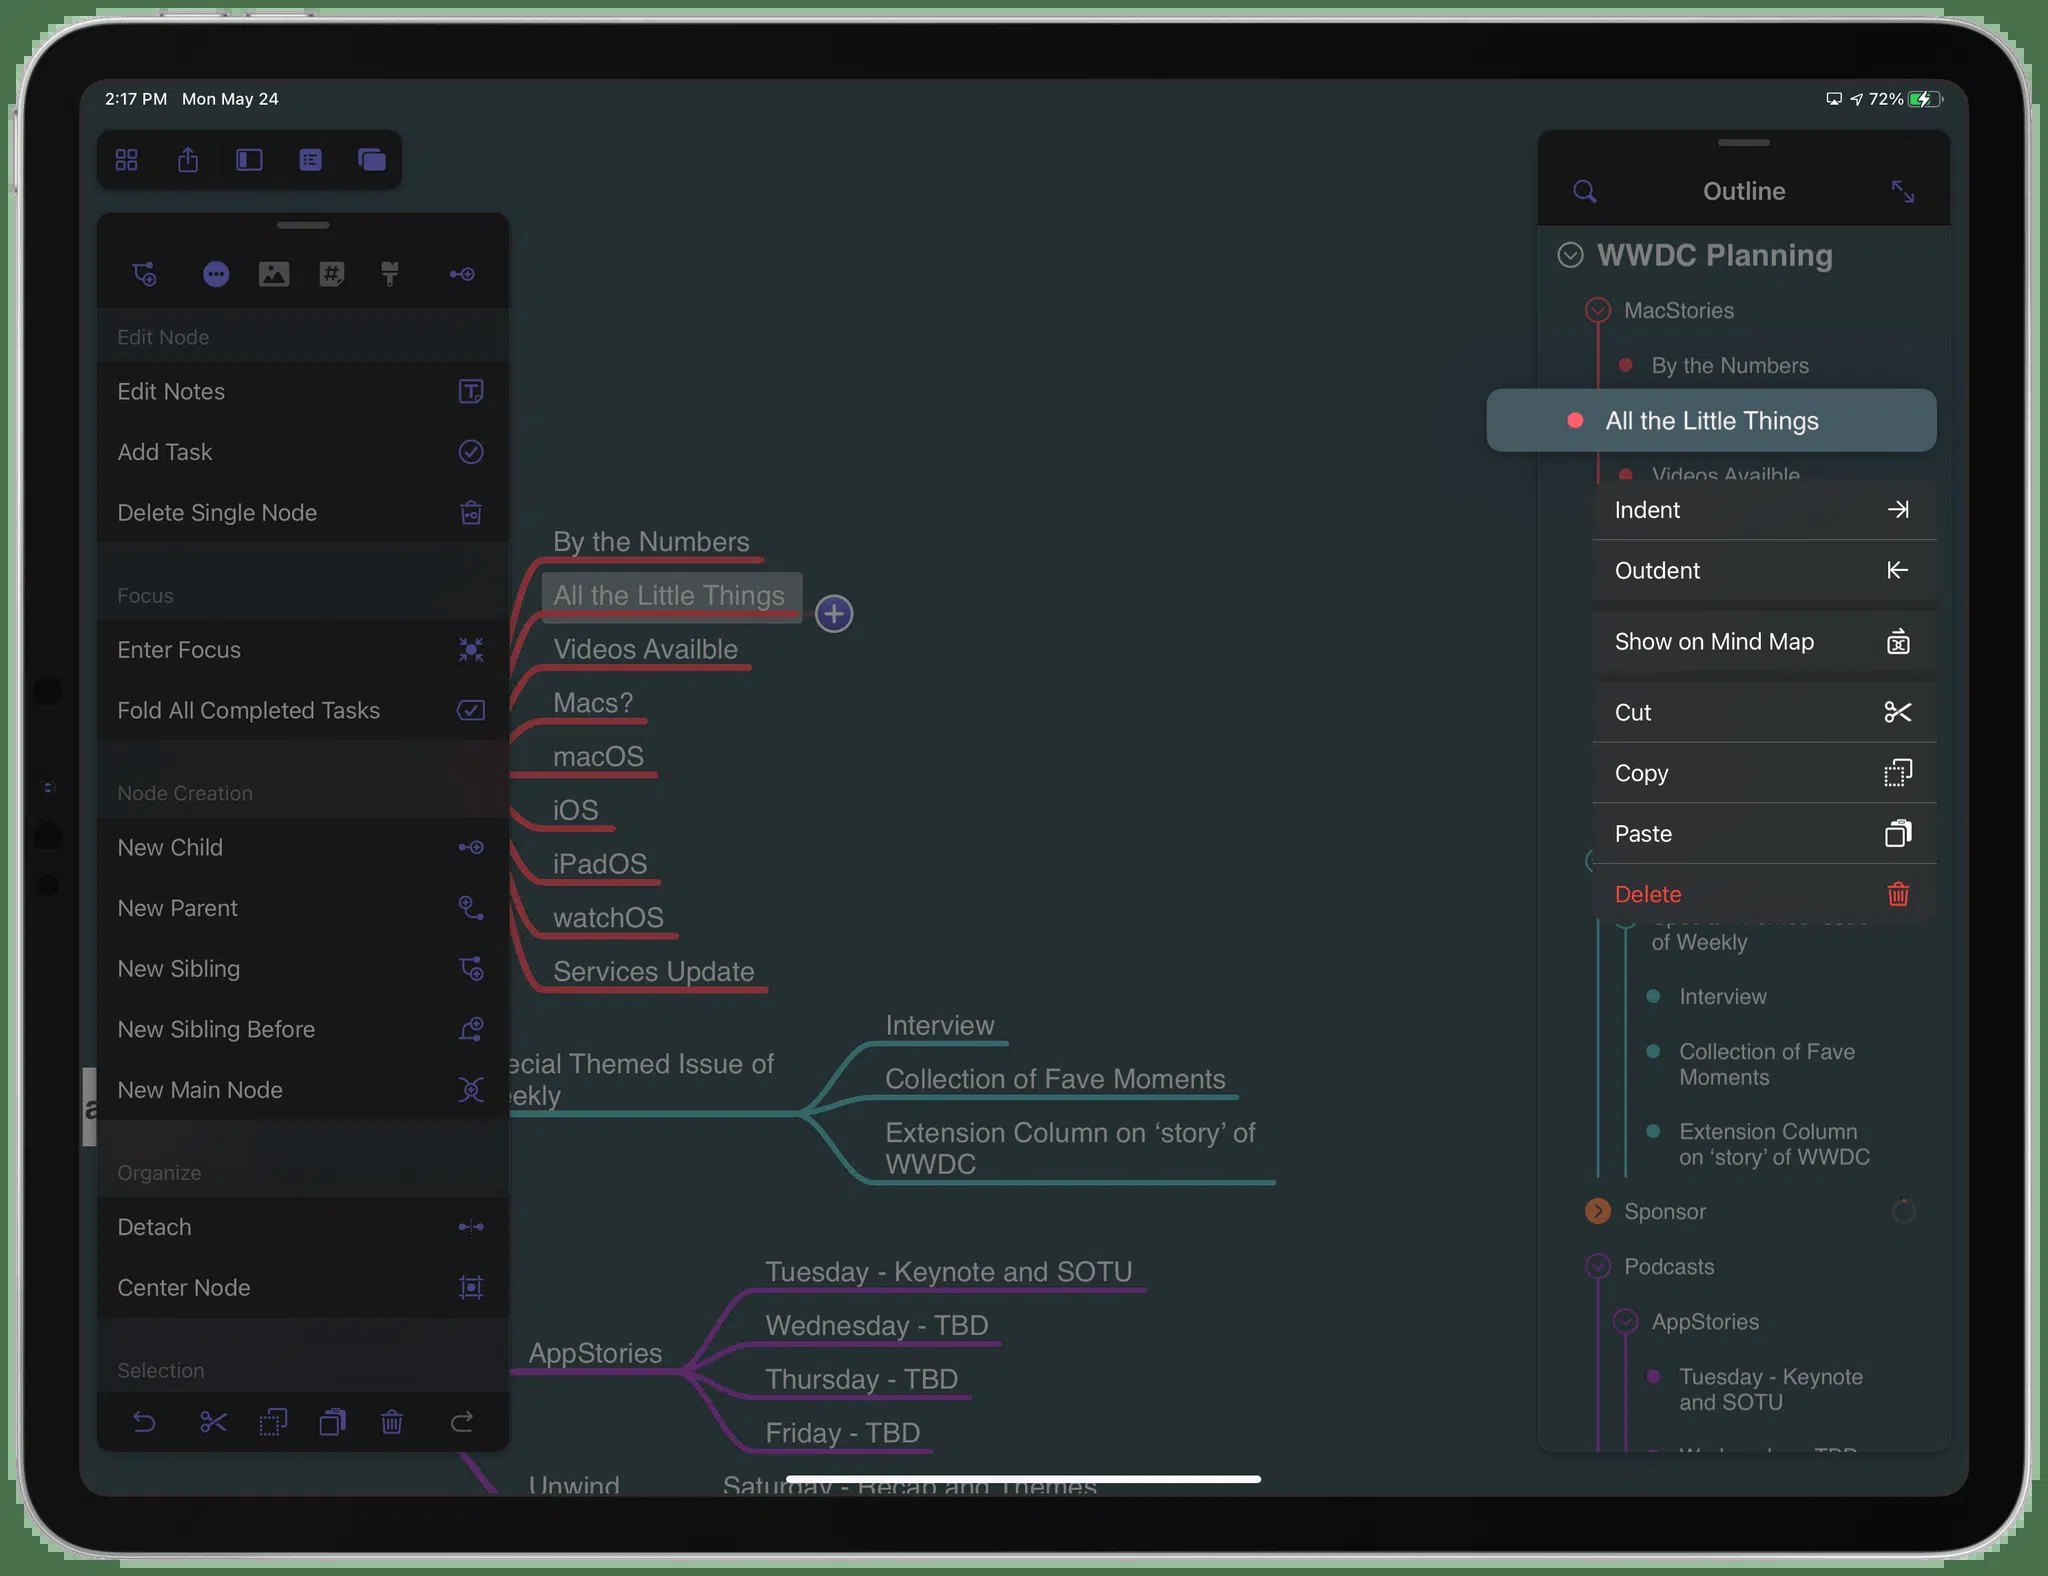 2:17 PM Mon May 24
72%
Edit Node
Edit Notes
Add Task
Delete Single Node
Focus
Enter Focus
Fold All Completed Tasks
Node Creation
New Child
New Parent
New Sibling
New Sibling Before
New Main Node
Organize
Detach
Center Node
Selection
By the Numbers
All the Little Things
Videos Availble
Macs?
macOS
iOS
iPadOS
watchOS
Services Update
ecial Themed Issue of
eekly
Interview
Collection of Fave Moments
Extension Column on ‘story’ of
WWDC
AppStories
Tuesday - Keynote and SOTU
Wednesday - TBD
Thursday - TBD
Friday - TBD
Unwind
Saturday - Recap and Themes
Outline
WWDC Planning
MacStories
By the Numbers
All the Little Things
Videos Availble
Indent
Outdent
Show on Mind Map
Cut
Copy
Paste
Delete
of Weekly
Interview
Collection of Fave
Moments
Extension Column
on ‘story’ of WWDC
Sponsor
Podcasts
AppStories
Tuesday - Keynote
and SOTU
Wednesday - TBD